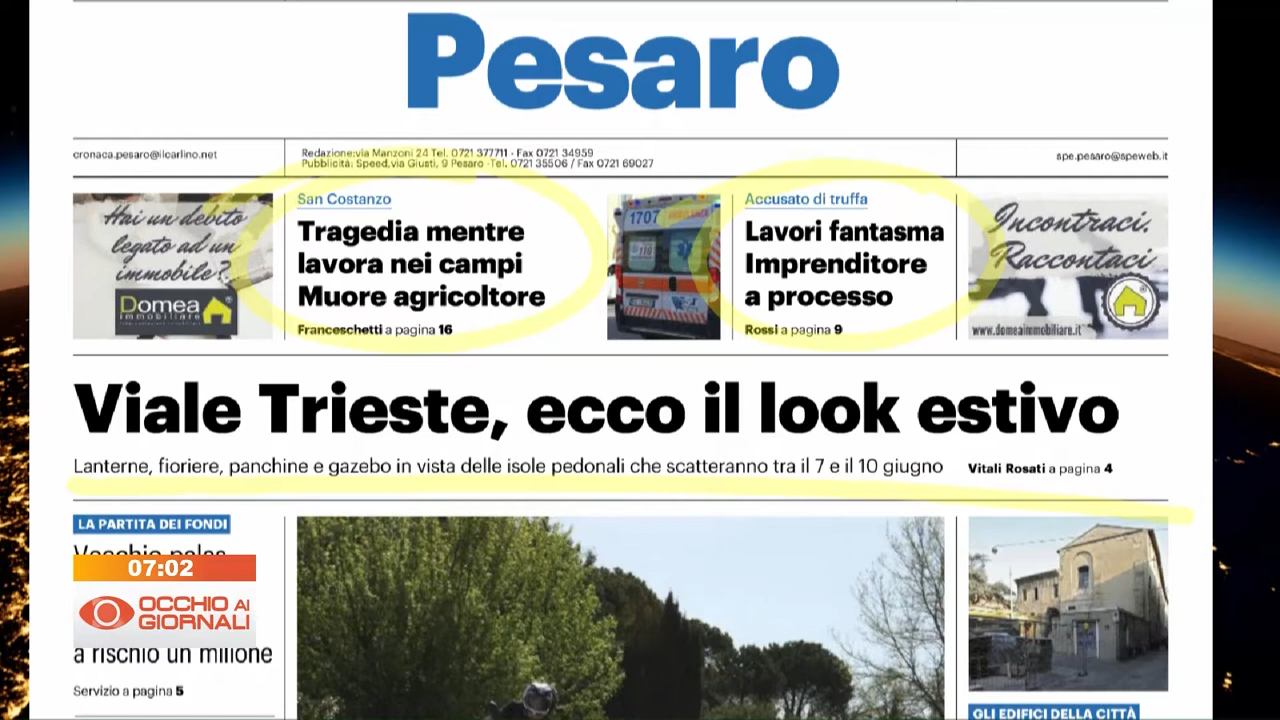 Pesaro
cronaca.pesaro@ilcarlino.net
Redazione:via Manzoni 24 Tel. 0721 377711 - Fax 0721 34959
Pubblicità: Speed,via Giusti, 9 Pesaro -Tel. 0721 35506 / Fax 0721 69027
spe.pesaro@speweb.it
Hai un debito
legato ad un
immobile?
Domea
immobiliare
San Costanzo
Tragedia mentre
lavora nei campi
Muore agricoltore
Franceschetti a pagina 16
1707
118
Accusato di truffa
Lavori fantasma
Imprenditore
a processo
Rossi a pagina 9
Incontraci.
Raccontaci
www.domeaimmobiliare.it
Viale Trieste, ecco il look estivo
Lanterne, fioriere, panchine e gazebo in vista delle isole pedonali che scatteranno tra il 7 e il 10 giugno
Vitali Rosati a pagina 4
LA PARTITA DEI FONDI
07:02
OCCHIO AI
GIORNALI
a rischio un milione
Servizio a pagina 5
GLI EDIFICI DELLA CITTÀ